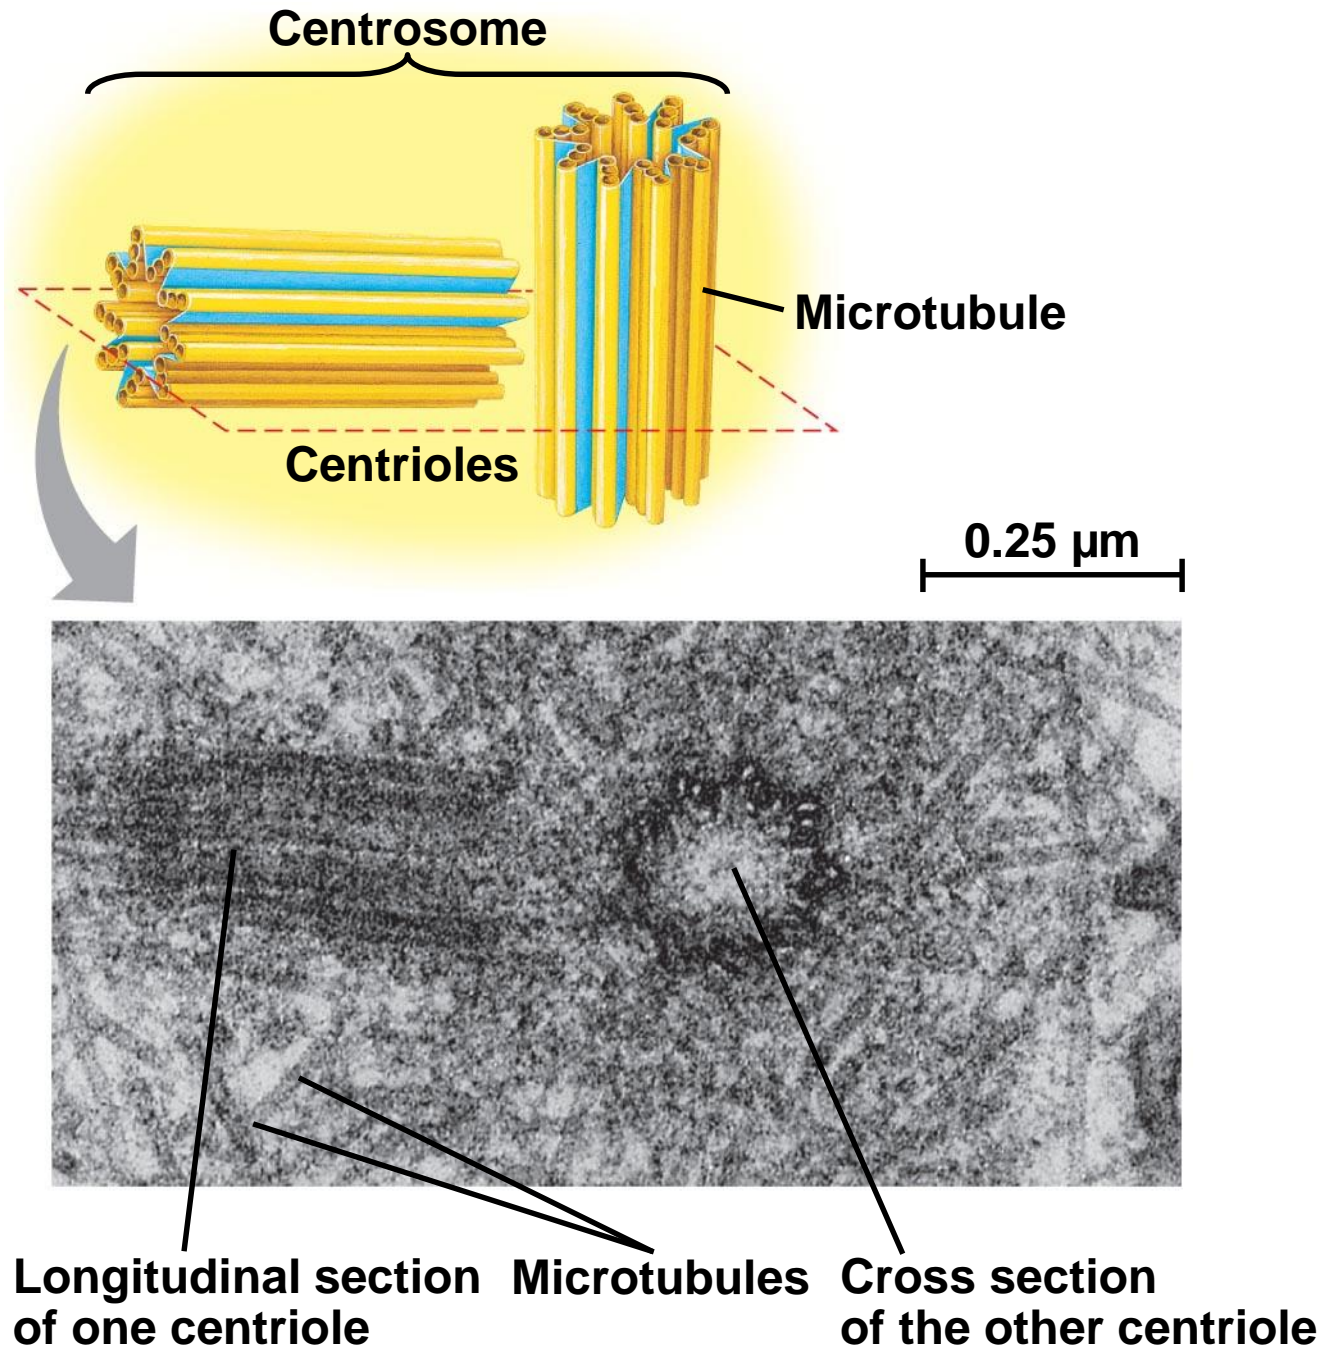 Centrosome
Microtubule
Centrioles
0.25 µm
Longitudinal section
of one centriole
Microtubules
Cross section
of the other centriole